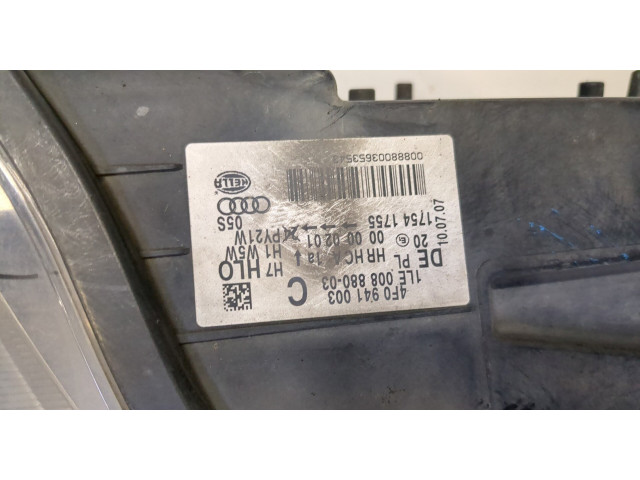 4F0 941 003 C
1LE 008 880-03
DE PL HR HC
HLO
H7
H1 W5W
PY21W
05S
20
00 00 0201
1754 1755
10.07.07
HELLA